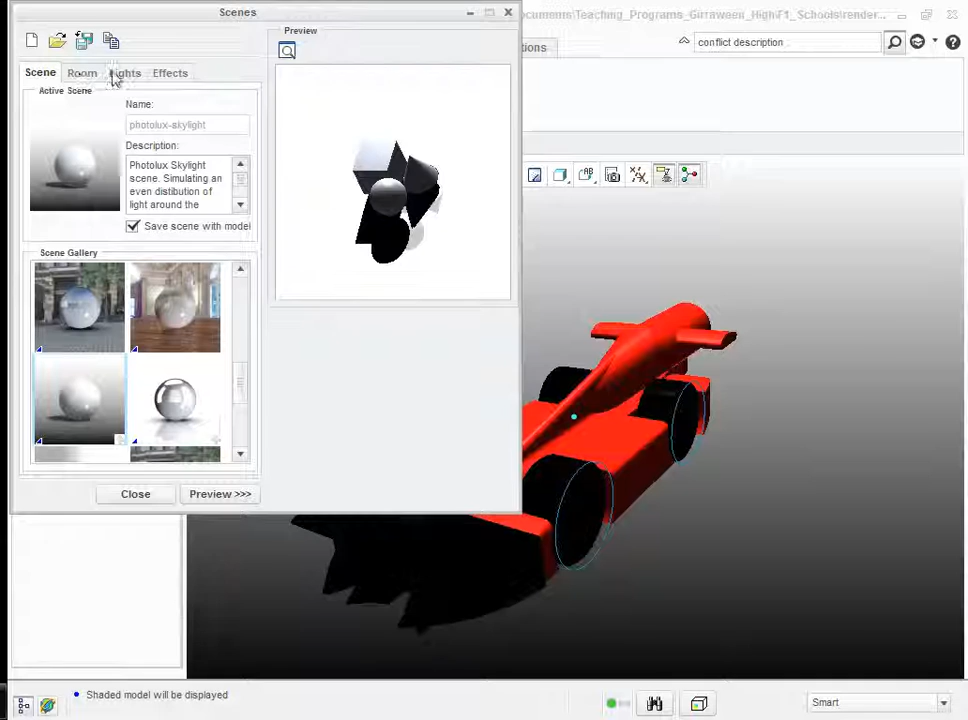 Scenes
ocuments\Teaching_Programs_Girraween_High\F1_Schools\render...
Preview
tions
conflict description
Scene Room Lights Effects
Active Scene
Name:
photolux-skylight
Description:
Photolux Skylight
scene. Simulating an
even distibution of
light around the
Save scene with model
Scene Gallery
Close Preview >>>
Shaded model will be displayed
Smart